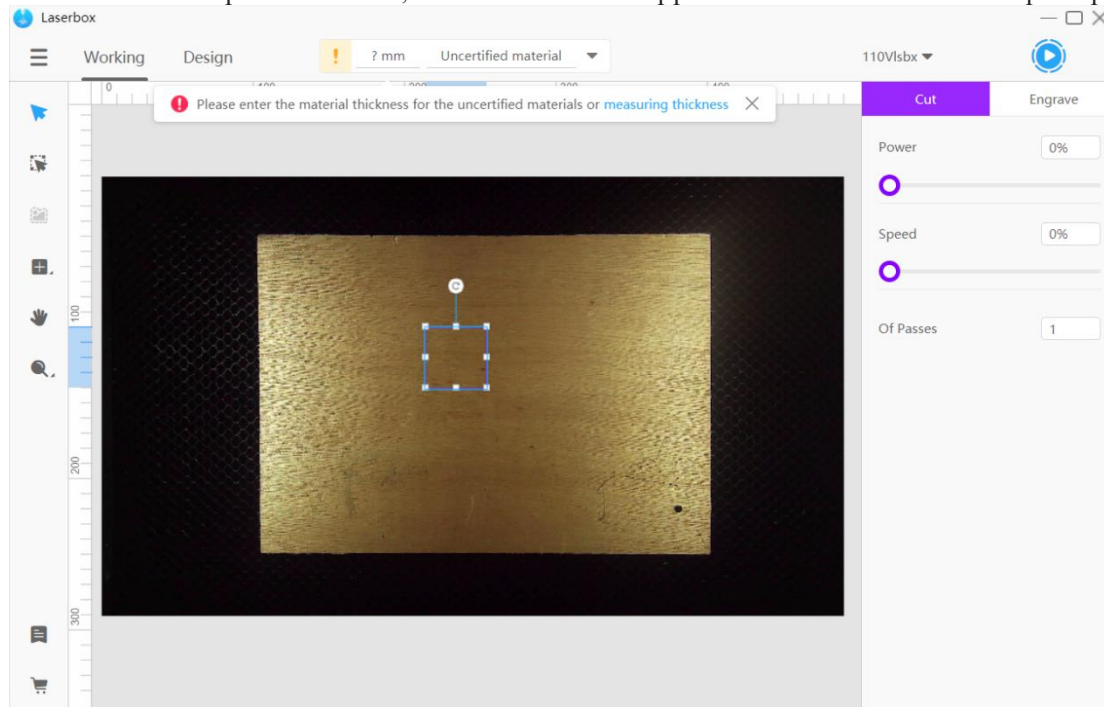 Laserbox
Working
Design
! ? mm Uncertified material
110Vlsbx
0
Please enter the material thickness for the uncertified materials or measuring thickness
Cut
Engrave
Power 0%
Speed 0%
Of Passes 1
100
200
300